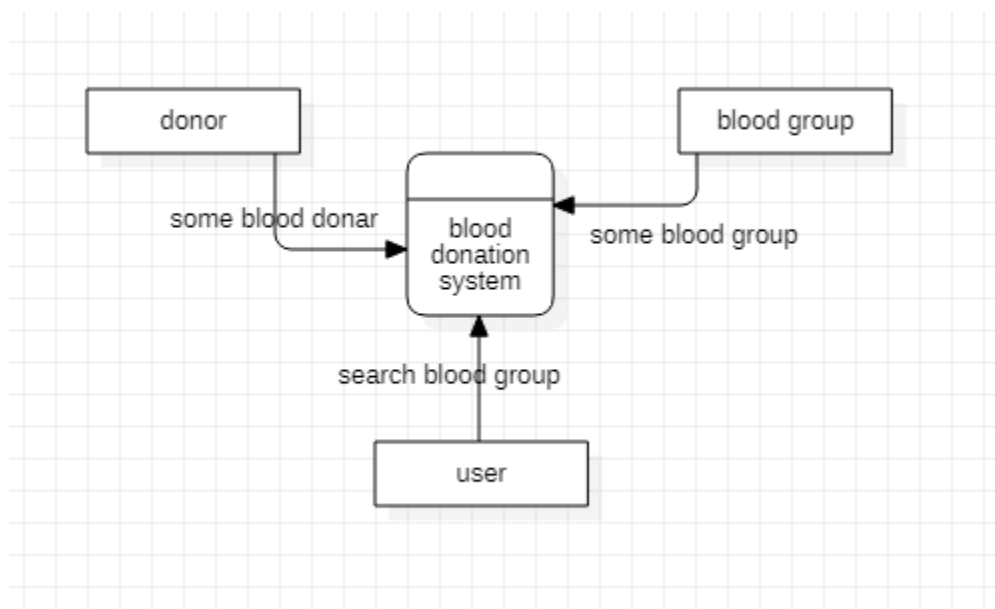 donor
blood group
some blood donar
blood
donation
system
some blood group
search blood group
user